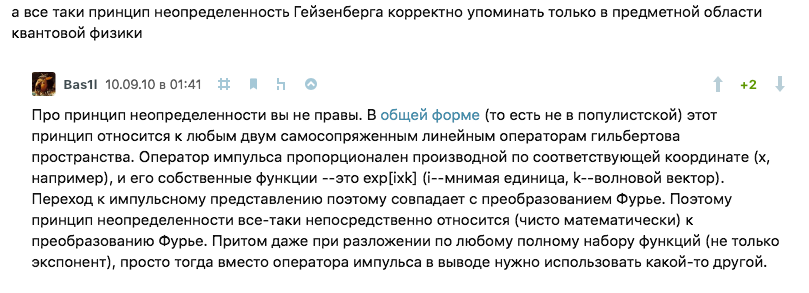 а все таки принцип неопределенность Гейзенберга корректно упоминать только в предметной области
квантовой физики
Bas1l 10.09.10 в 01:41 +2
Про принцип неопределенности вы не правы. В общей форме (то есть не в популистской) этот
принцип относится к любым двум самосопряженным линейным операторам гильбертова
пространства. Оператор импульса пропорционален производной по соответствующей координате (x,
например), и его собственные функции --это exp[ixk] (i--мнимая единица, k--волновой вектор).
Переход к импульсному представлению поэтому совпадает с преобразованием Фурье. Поэтому
принцип неопределенности все-таки непосредственно относится (чисто математически) к
преобразованию Фурье. Притом даже при разложении по любому полному набору функций (не только
экспонент), просто тогда вместо оператора импульса в выводе нужно использовать какой-то другой.